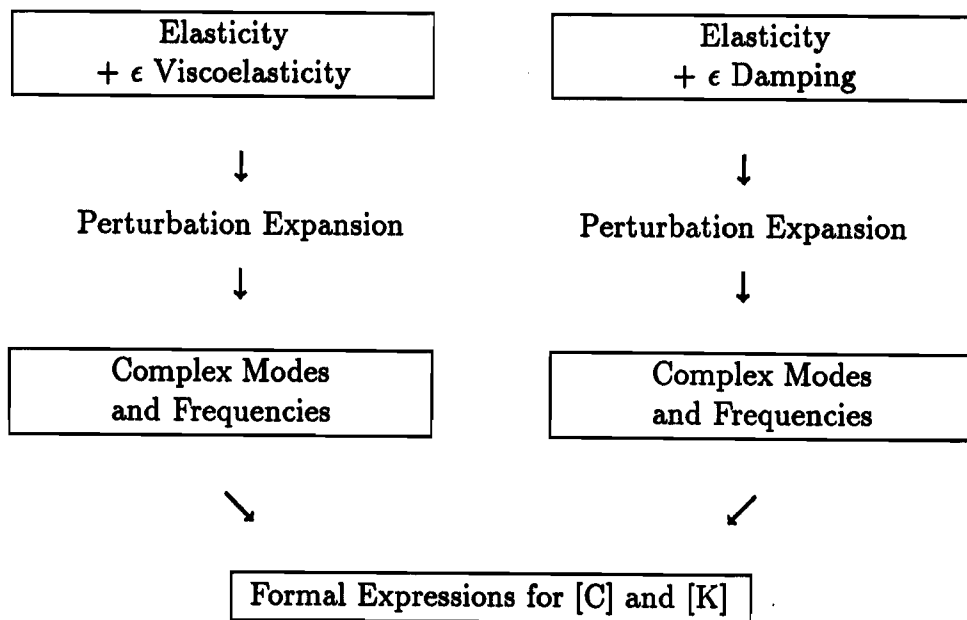 Elasticity
+ ϵ Viscoelasticity
↓
Perturbation Expansion
↓
Complex Modes
and Frequencies
↘
Elasticity
+ ϵ Damping
↓
Perturbation Expansion
↓
Complex Modes
and Frequencies
↙
Formal Expressions for [C] and [K]